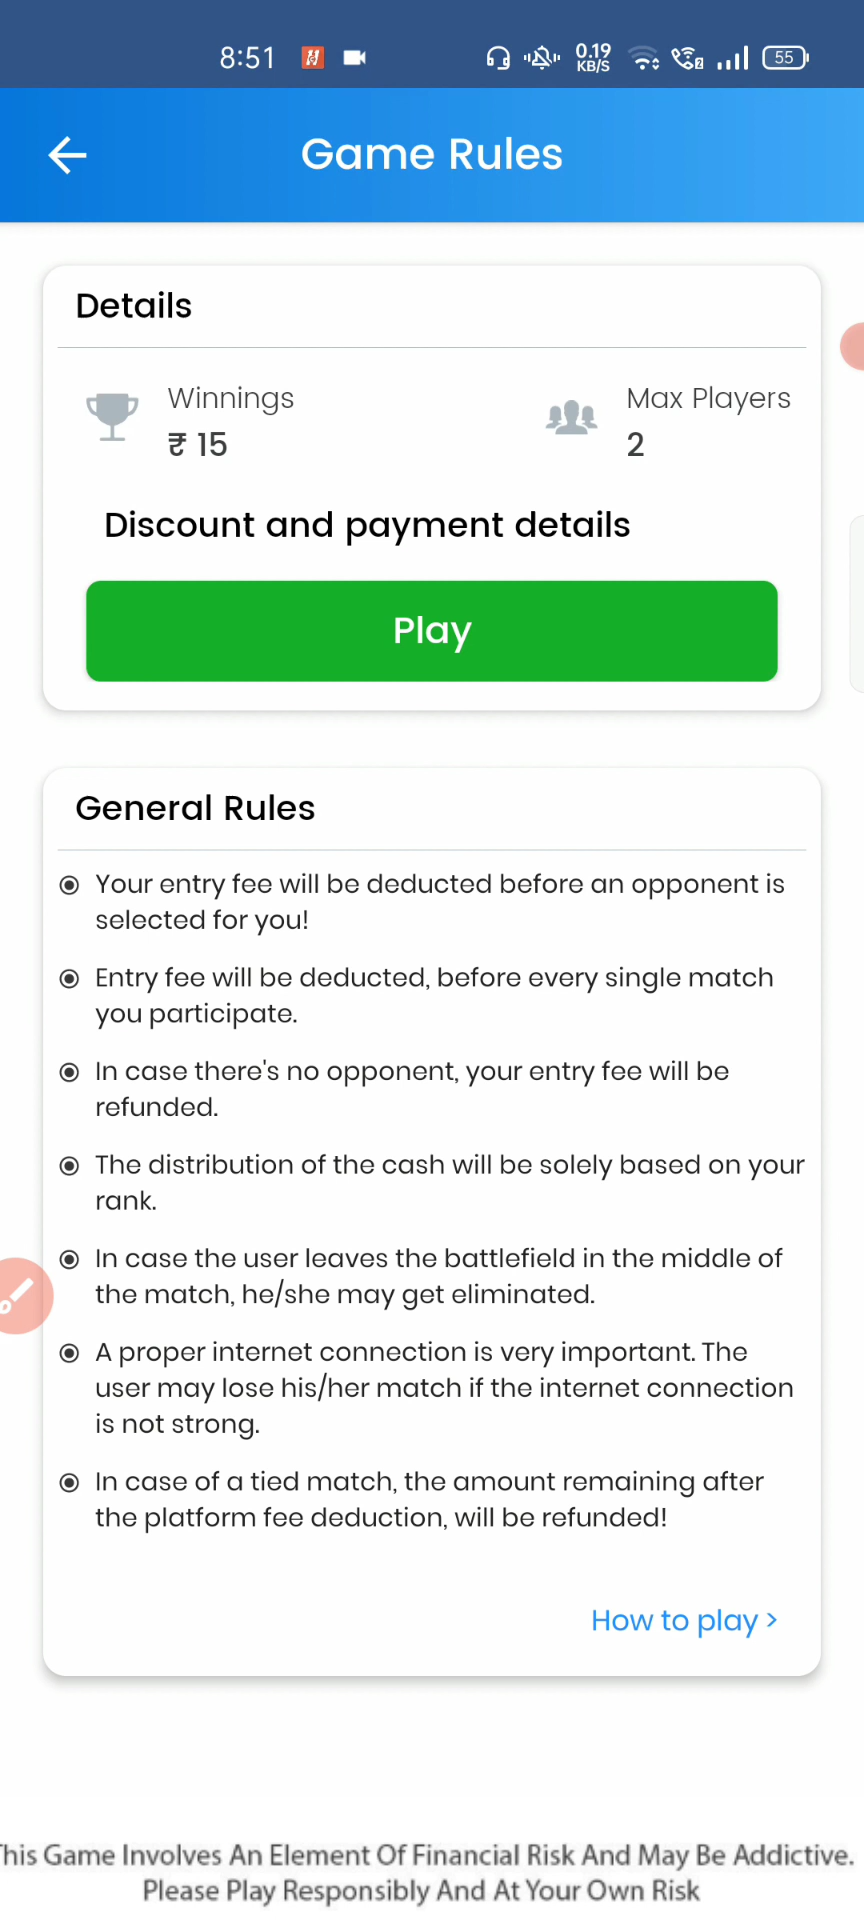 8:51
0.19
KB/S
2
55
Game Rules
Details
Winnings
₹ 15
Max Players
2
Discount and payment details
Play
General Rules
Your entry fee will be deducted before an opponent is
selected for you!
Entry fee will be deducted, before every single match
you participate.
In case there's no opponent, your entry fee will be
refunded.
The distribution of the cash will be solely based on your
rank.
In case the user leaves the battlefield in the middle of
the match, he/she may get eliminated.
A proper internet connection is very important. The
user may lose his/her match if the internet connection
is not strong.
In case of a tied match, the amount remaining after
the platform fee deduction, will be refunded!
How to play >
his Game Involves An Element Of Financial Risk And May Be Addictive.
Please Play Responsibly And At Your Own Risk